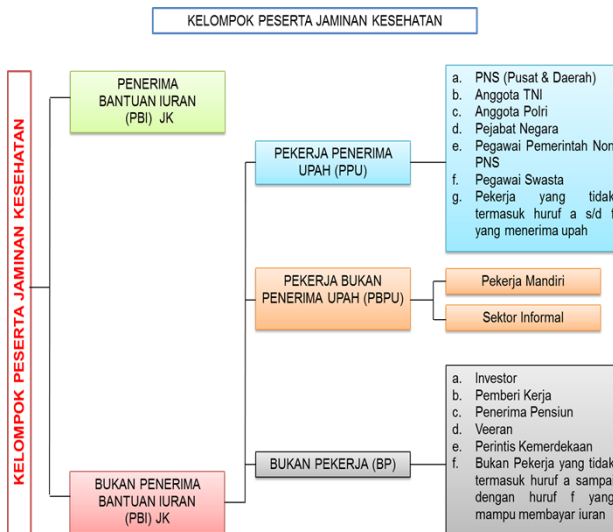 KELOMPOK PESERTA JAMINAN KESEHATAN
KELOMPOK PESERTA JAMINAN KESEHATAN
PENERIMA
BANTUAN IURAN
(PBI) JK
BUKAN PENERIMA
BANTUAN IURAN
(PBI) JK
PEKERJA PENERIMA
UPAH (PPU)
a. PNS (Pusat & Daerah)
b. Anggota TNI
c. Anggota Polri
d. Pejabat Negara
e. Pegawai Pemerintah Non
PNS
f. Pegawai Swasta
g. Pekerja yang tidak
termasuk huruf a s/d f
yang menerima upah
PEKERJA BUKAN
PENERIMA UPAH (PBPU)
Pekerja Mandiri
Sektor Informal
BUKAN PEKERJA (BP)
a. Investor
b. Pemberi Kerja
c. Penerima Pensiun
d. Veeran
e. Perintis Kemerdekaan
f. Bukan Pekerja yang tidak
termasuk huruf a sampai
dengan huruf f yang
mampu membayar iuran